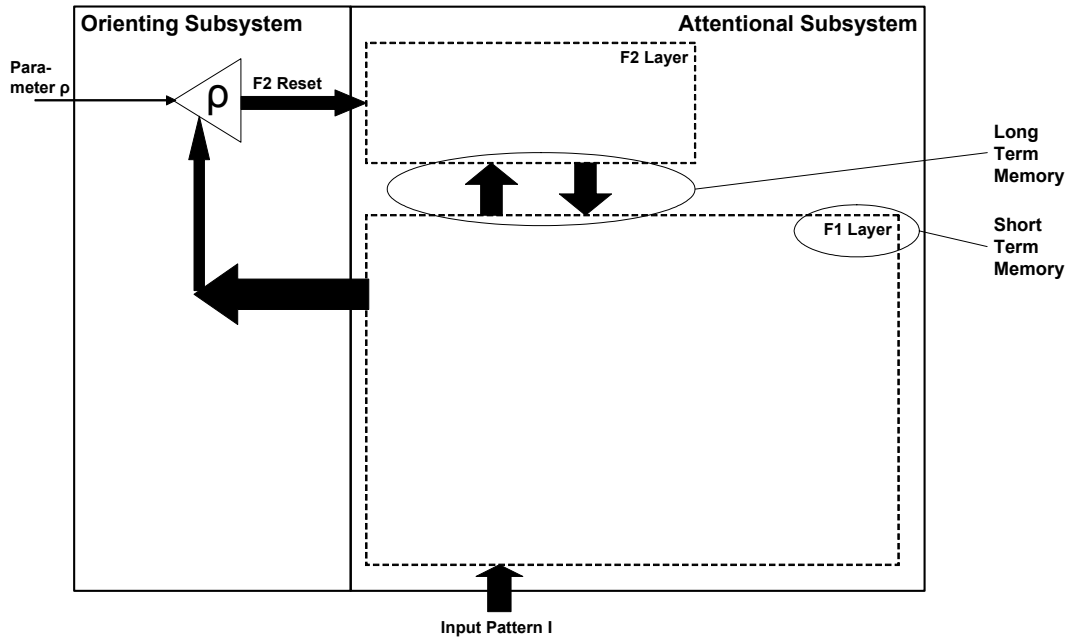 Orienting Subsystem
Attentional Subsystem
Para-
meter ρ
ρ
F2 Reset
F2 Layer
Long
Term
Memory
F1 Layer
Short
Term
Memory
Input Pattern I